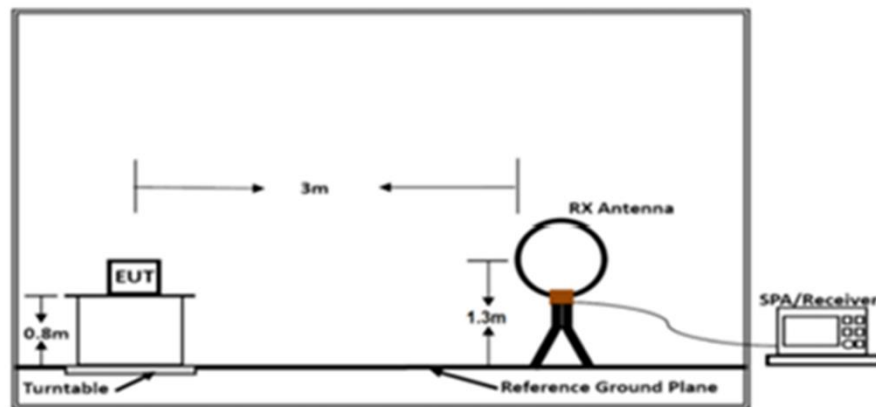 3m
RX Antenna
EUT
SPA/Receiver
0.8m
1.3m
Turntable
Reference Ground Plane